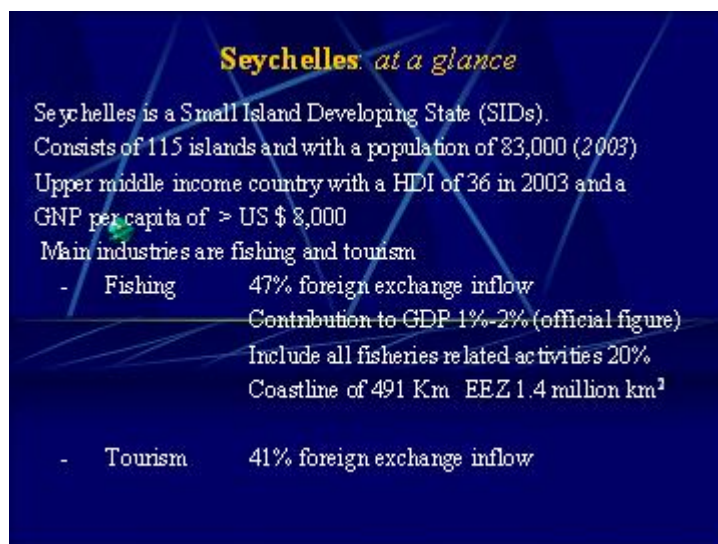 Seychelles: at a glance
Seychelles is a Small Island Developing State (SIDs).
Consists of 115 islands and with a population of 83,000 (2003)
Upper middle income country with a HDI of 36 in 2003 and a
GNP per capita of > US $ 8,000
Main industries are fishing and tourism
- Fishing 47% foreign exchange inflow
Contribution to GDP 1%-2% (official figure)
Include all fisheries related activities 20%
Coastline of 491 Km EEZ 1.4 million km²
- Tourism 41% foreign exchange inflow